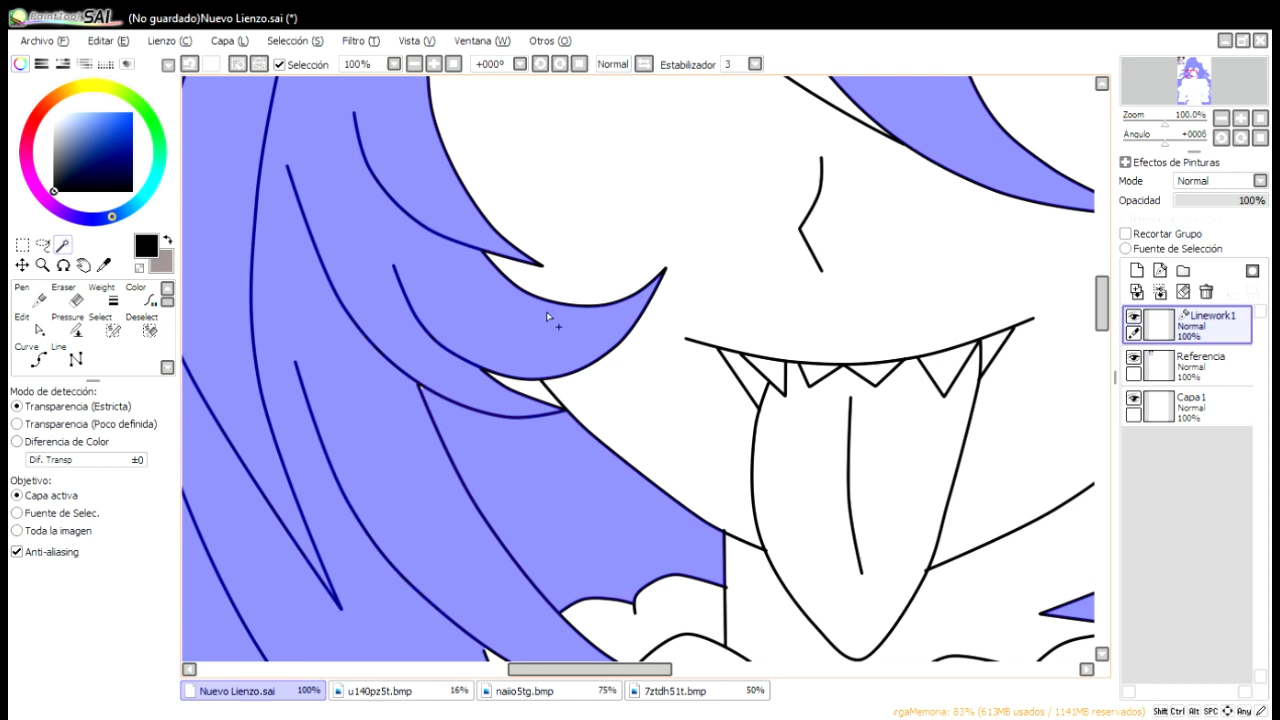 PaintTool SAI (No guardado)Nuevo Lienzo.sai (*)
Archivo (F) Editar (E) Lienzo (C) Capa (L) Selección (S) Filtro (T) Vista (V) Ventana (W) Otros (O)
Selección 100% +000° Normal Estabilizador 3
Zoom 100.0%
Ángulo +000δ
Efectos de Pinturas
Modo Normal
Opacidad 100%
Recortar Grupo
Fuente de Selección
Pen Eraser Weight Color
Edit Pressure Select Deselect
Curve Line
Linework1
Normal
100%
Referencia
Normal
100%
Capa1
Normal
100%
Modo de detección:
Transparencia (Estricta)
Transparencia (Poco definida)
Diferencia de Color
Dif. Transp ±0
Objetivo:
Capa activa
Fuente de Selec.
Toda la imagen
Anti-aliasing
Nuevo Lienzo.sai 100% u140pz5t.bmp 16% naiio5tg.bmp 75% 7ztdh51t.bmp 50%
rgaMemoria: 83% (613MB usados / 1141MB reservados) Shift Ctrl Alt SPC Any